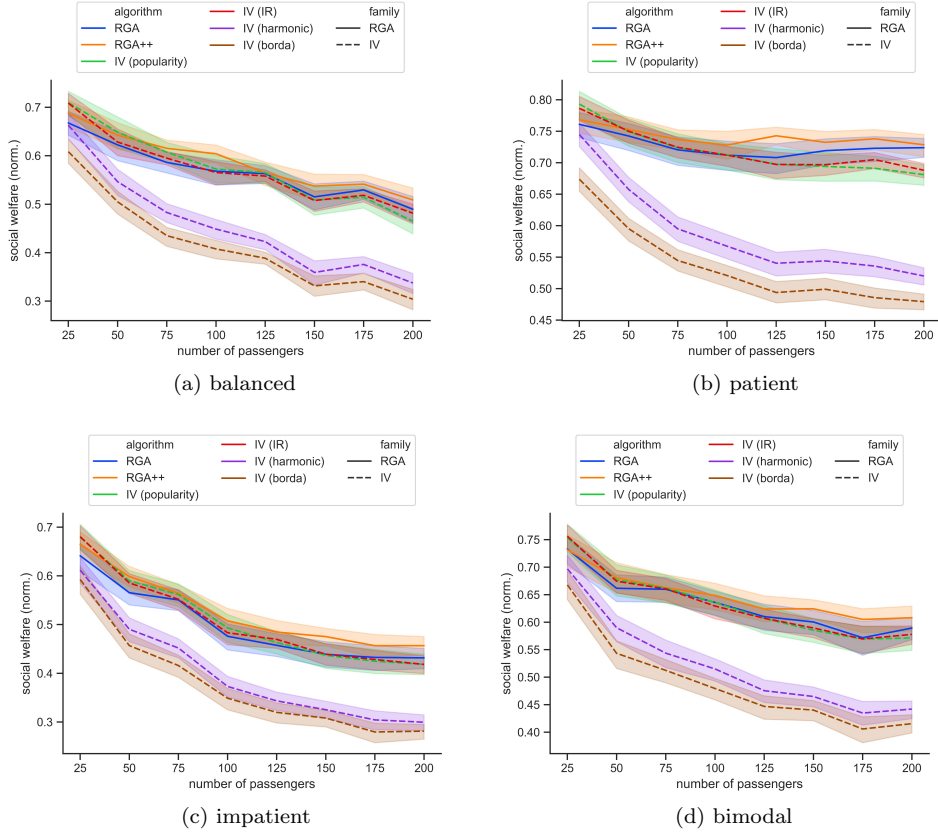 algorithm
RGA
RGA++
IV (popularity)
IV (IR)
IV (harmonic)
IV (borda)
family
RGA
IV
social welfare (norm.)
0.7
0.6
0.5
0.4
0.3
25 50 75 100 125 150 175 200
number of passengers
(a) balanced
algorithm
RGA
RGA++
IV (popularity)
IV (IR)
IV (harmonic)
IV (borda)
family
RGA
IV
social welfare (norm.)
0.80
0.75
0.70
0.65
0.60
0.55
0.50
0.45
25 50 75 100 125 150 175 200
number of passengers
(b) patient
algorithm
RGA
RGA++
IV (popularity)
IV (IR)
IV (harmonic)
IV (borda)
family
RGA
IV
social welfare (norm.)
0.7
0.6
0.5
0.4
0.3
25 50 75 100 125 150 175 200
number of passengers
(c) impatient
algorithm
RGA
RGA++
IV (popularity)
IV (IR)
IV (harmonic)
IV (borda)
family
RGA
IV
social welfare (norm.)
0.75
0.70
0.65
0.60
0.55
0.50
0.45
0.40
25 50 75 100 125 150 175 200
number of passengers
(d) bimodal